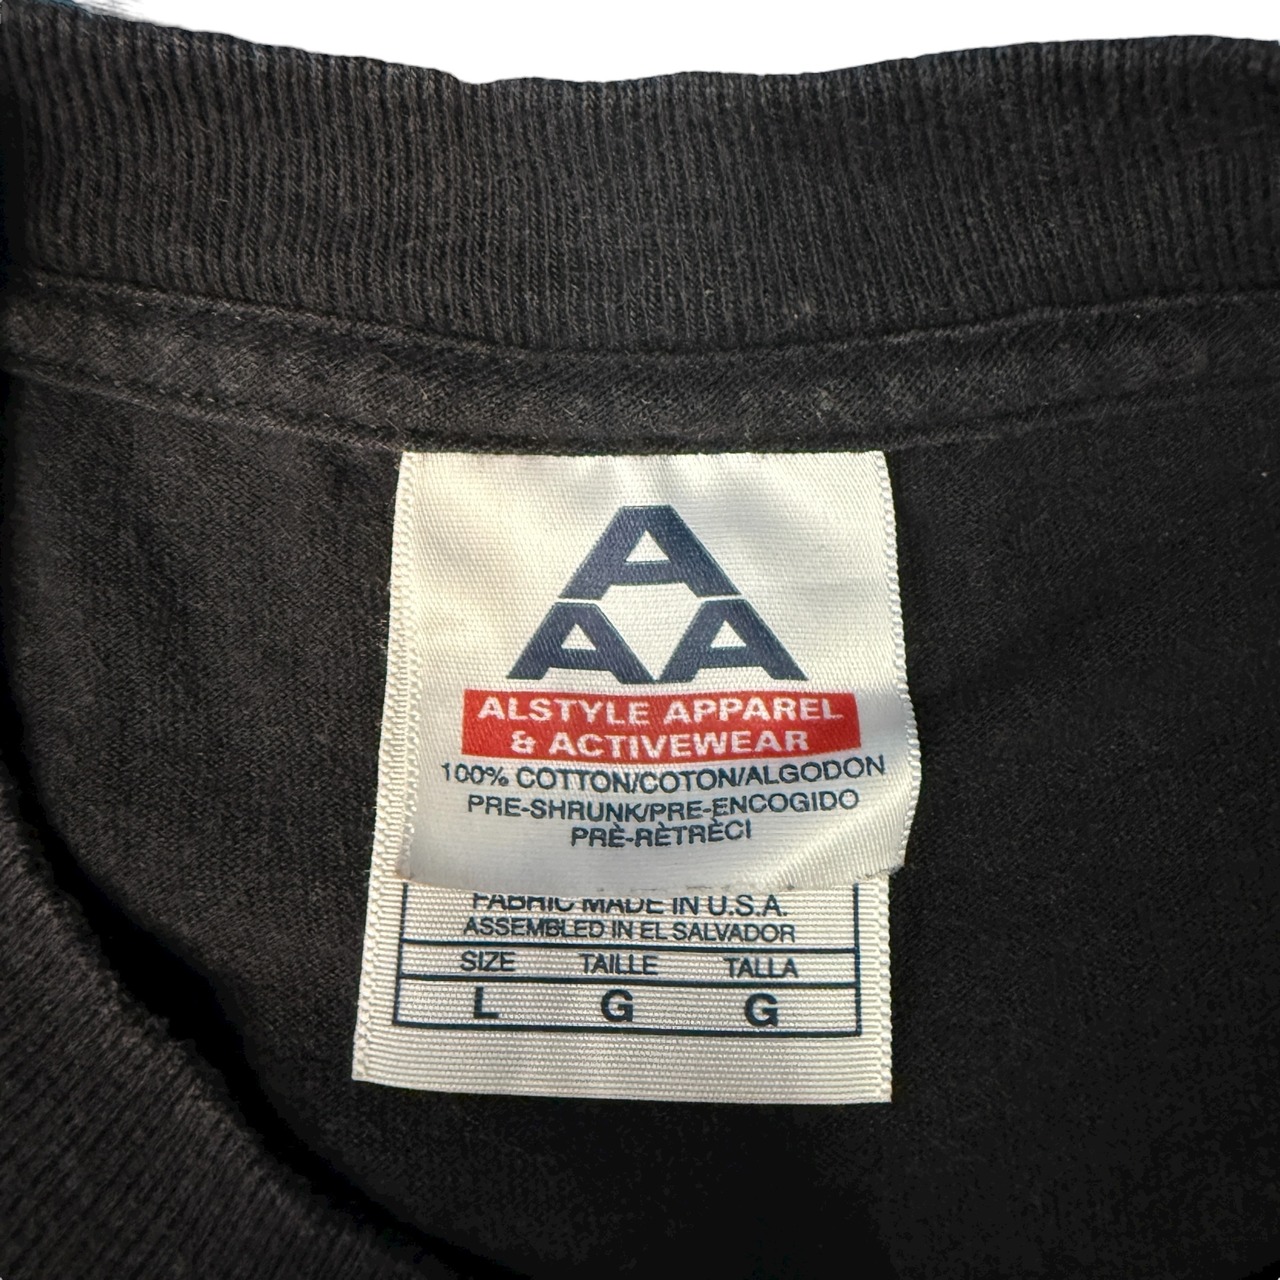 A
AA
ALSTYLE APPAREL
& ACTIVEWEAR
100% COTTON/COTON/ALGODON
PRE-SHRUNK/PRE-ENCOGIDO
PRÈ-RÈTRÈCI
FABRIC MADE IN U.S.A.
ASSEMBLED IN EL SALVADOR
SIZE TAILLE TALLA
L G G